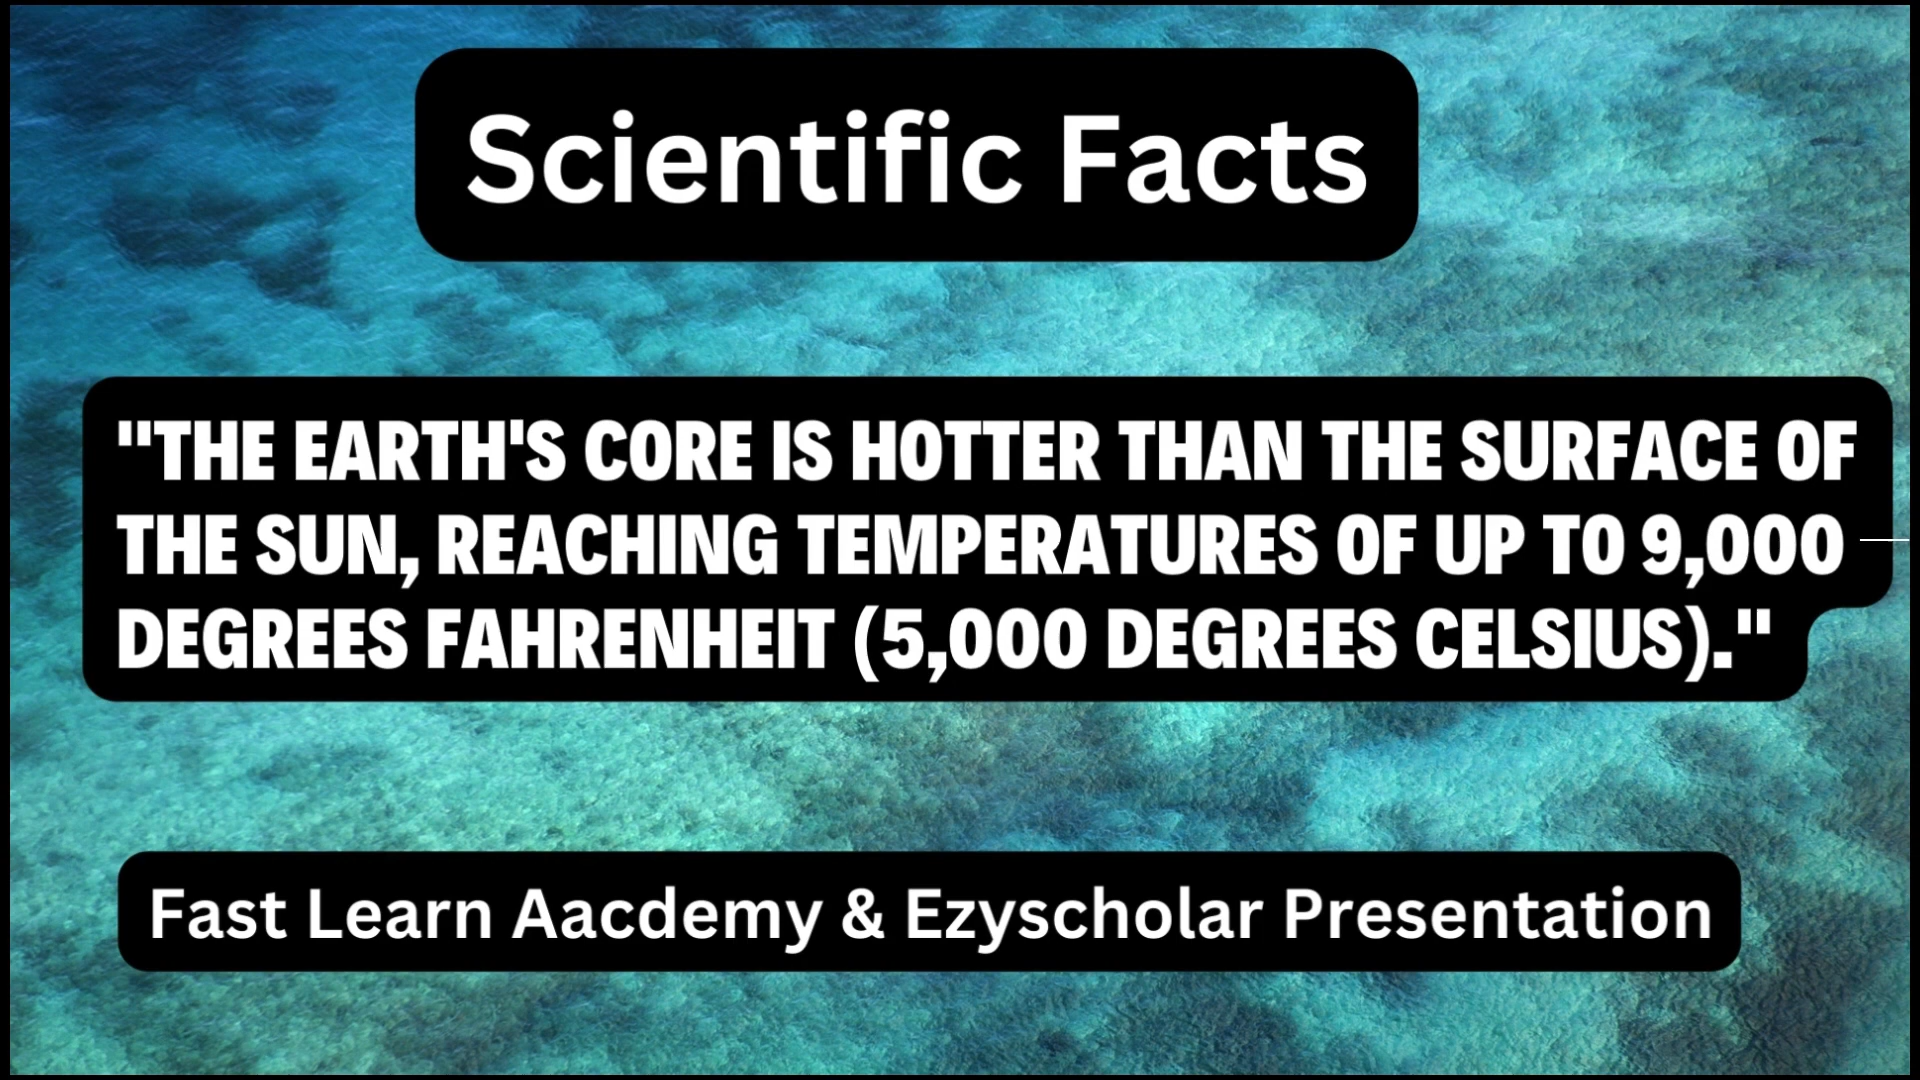 Scientific Facts
"THE EARTH'S CORE IS HOTTER THAN THE SURFACE OF
THE SUN, REACHING TEMPERATURES OF UP TO 9,000
DEGREES FAHRENHEIT (5,000 DEGREES CELSIUS)."
Fast Learn Aacdemy & Ezyscholar Presentation